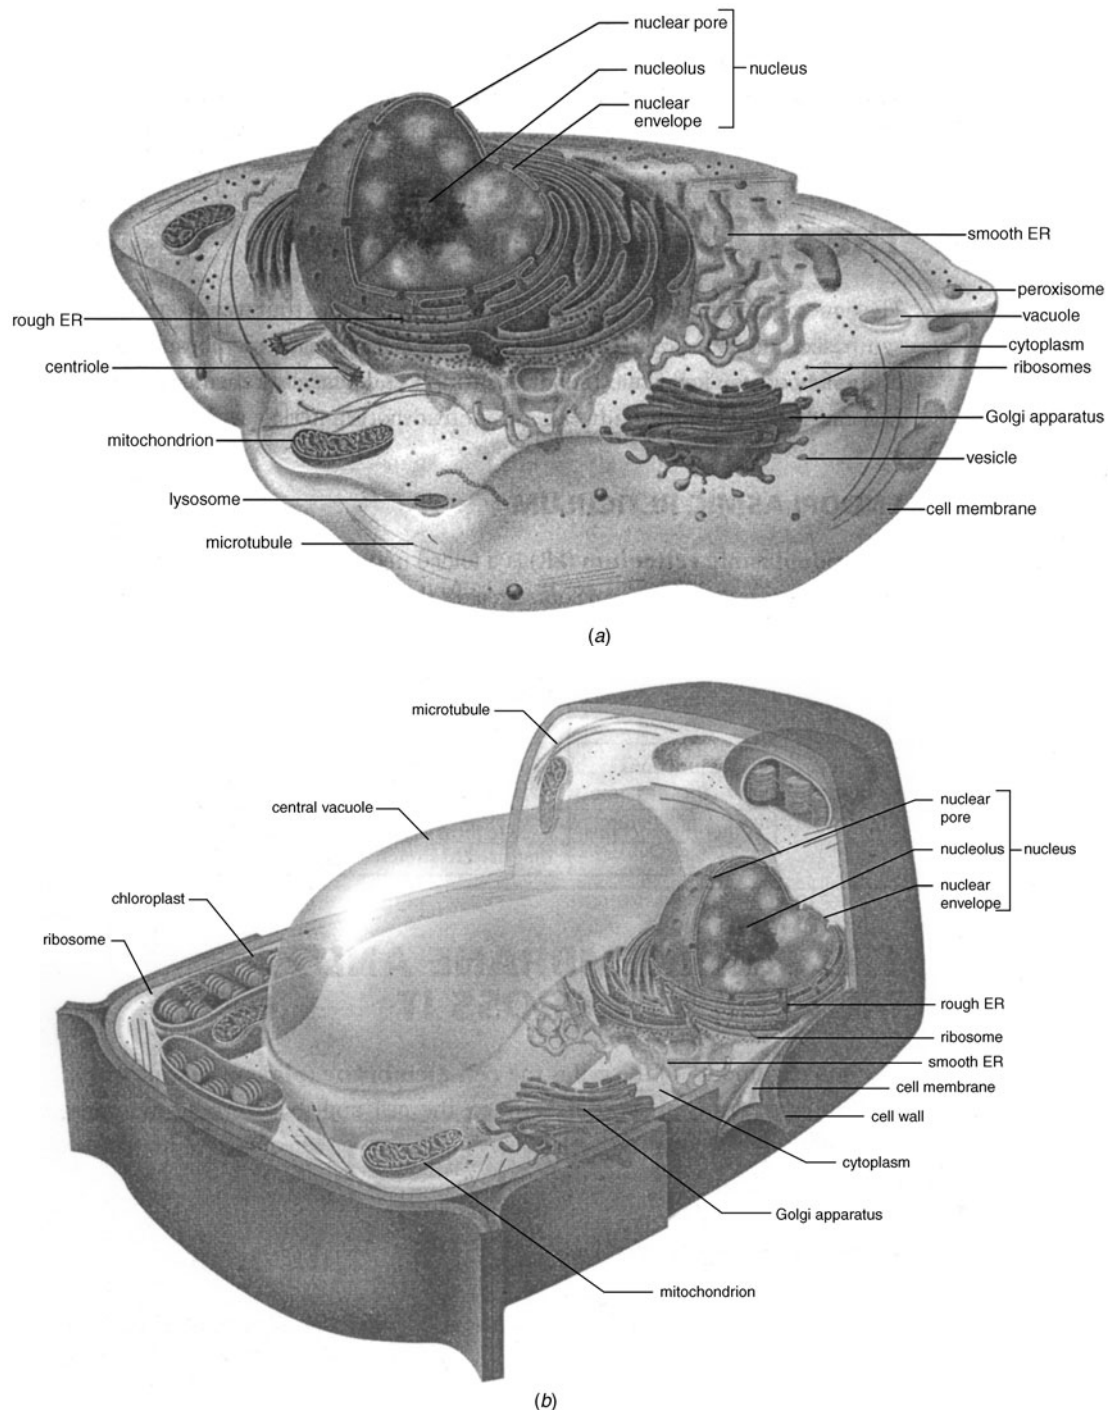 nuclear pore
nucleolus
nucleus
nuclear
envelope
smooth ER
peroxisome
rough ER
vacuole
cytoplasm
centriole
ribosomes
Golgi apparatus
mitochondrion
vesicle
lysosome
cell membrane
microtubule
(a)
microtubule
central vacuole
nuclear
pore
nucleolus
nucleus
chloroplast
nuclear
envelope
ribosome
rough ER
ribosome
smooth ER
cell membrane
cell wall
cytoplasm
Golgi apparatus
mitochondrion
(b)